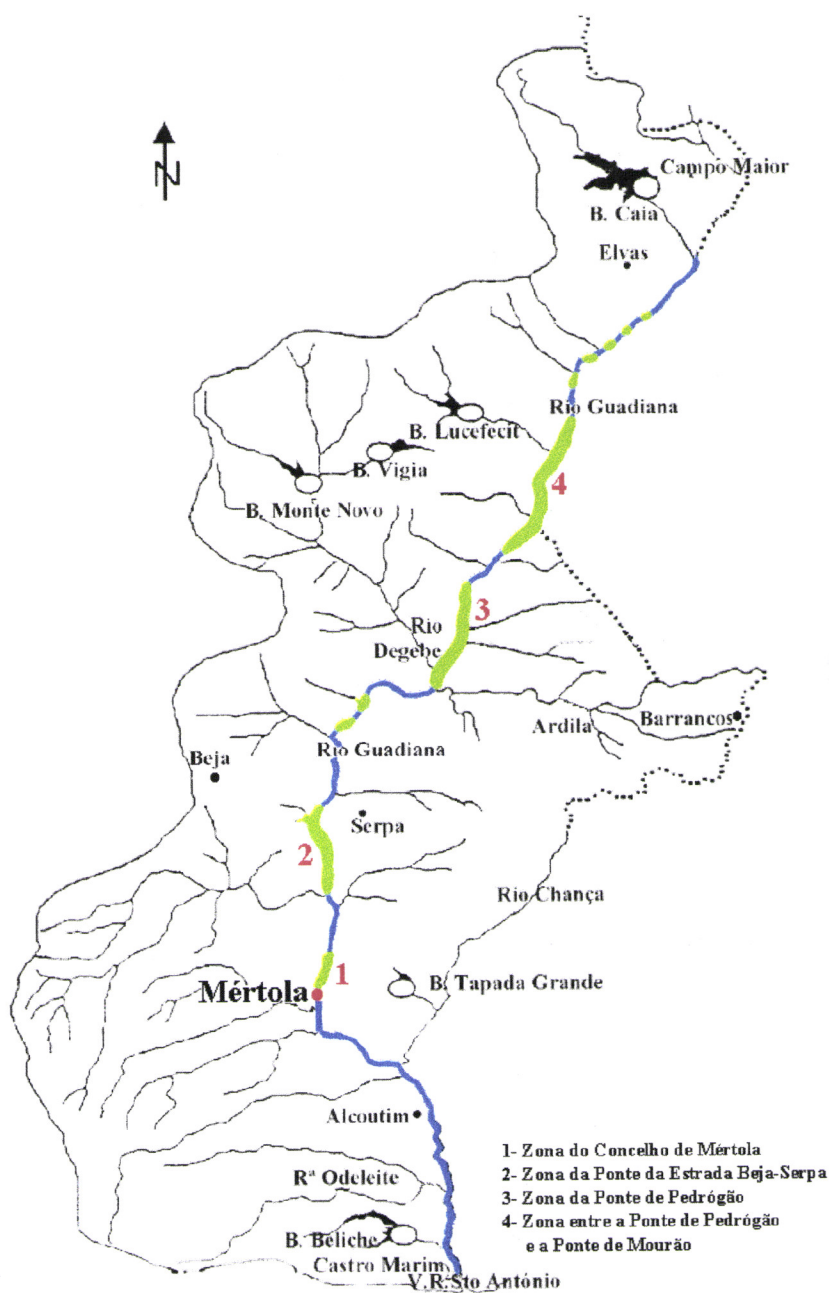 N
Campo Maior
B. Caia
Elvas
Rio Guadiana
B. Lucefecit
B. Vigia
4
B. Monte Novo
3
Rio
Degebe
Ardila
Barrancos
Rio Guadiana
Beja
Serpa
2
Rio Chança
1
B. Tapada Grande
Mértola
Alcoutim
1- Zona do Concelho de Mértola
2- Zona da Ponte da Estrada Beja-Serpa
3- Zona da Ponte de Pedrógão
4- Zona entre a Ponte de Pedrógão
e a Ponte de Mourão
Rª Odeleite
B. Beliche
Castro Marim
V.R.Sto António